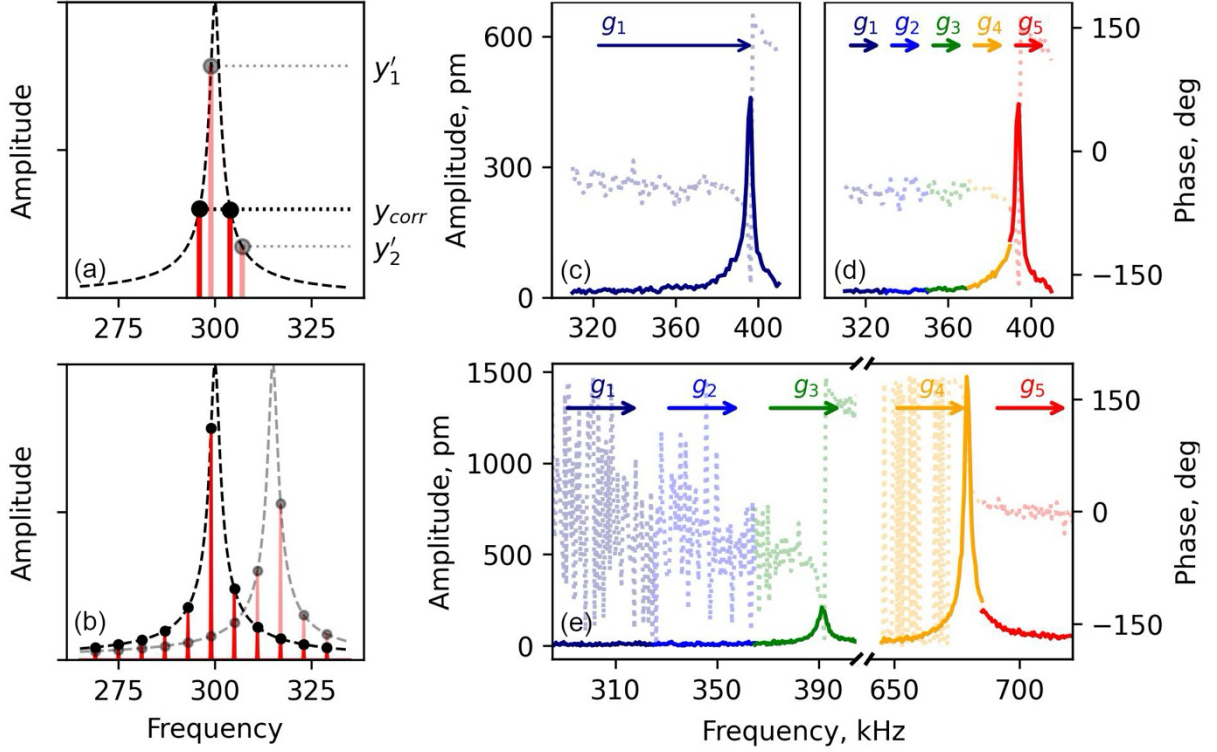 Amplitude
(a)
y′1
ycorr
y′2
275
300
325
Amplitude, pm
600
300
0
g1
(c)
320
360
400
g1
g2
g3
g4
g5
(d)
320
360
400
Phase, deg
150
0
−150
Amplitude
(b)
275
300
325
Frequency
Amplitude, pm
1500
1000
500
0
g1
g2
g3
g4
g5
(e)
310
350
390
650
700
Frequency, kHz
Phase, deg
150
0
−150